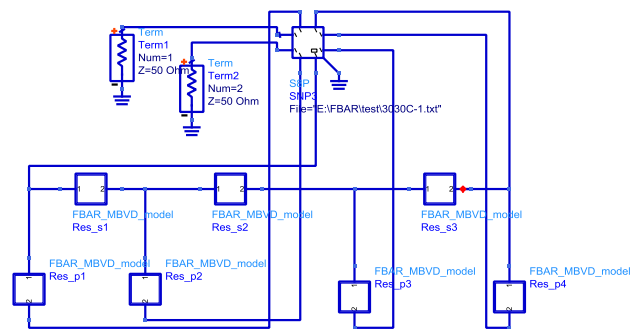 Term
Term1
Num=1
Z=50 Ohm
Term
Term2
Num=2
Z=50 Ohm
SNP3
File="E:\FBAR\test\3030C-1.txt"
1 2
FBAR_MBVD_model
Res_s1
1 2
FBAR_MBVD_model
Res_s2
1 2
FBAR_MBVD_model
Res_s3
1
2
FBAR_MBVD_model
Res_p1
1
2
FBAR_MBVD_model
Res_p2
1
2
FBAR_MBVD_model
Res_p3
1
2
FBAR_MBVD_model
Res_p4